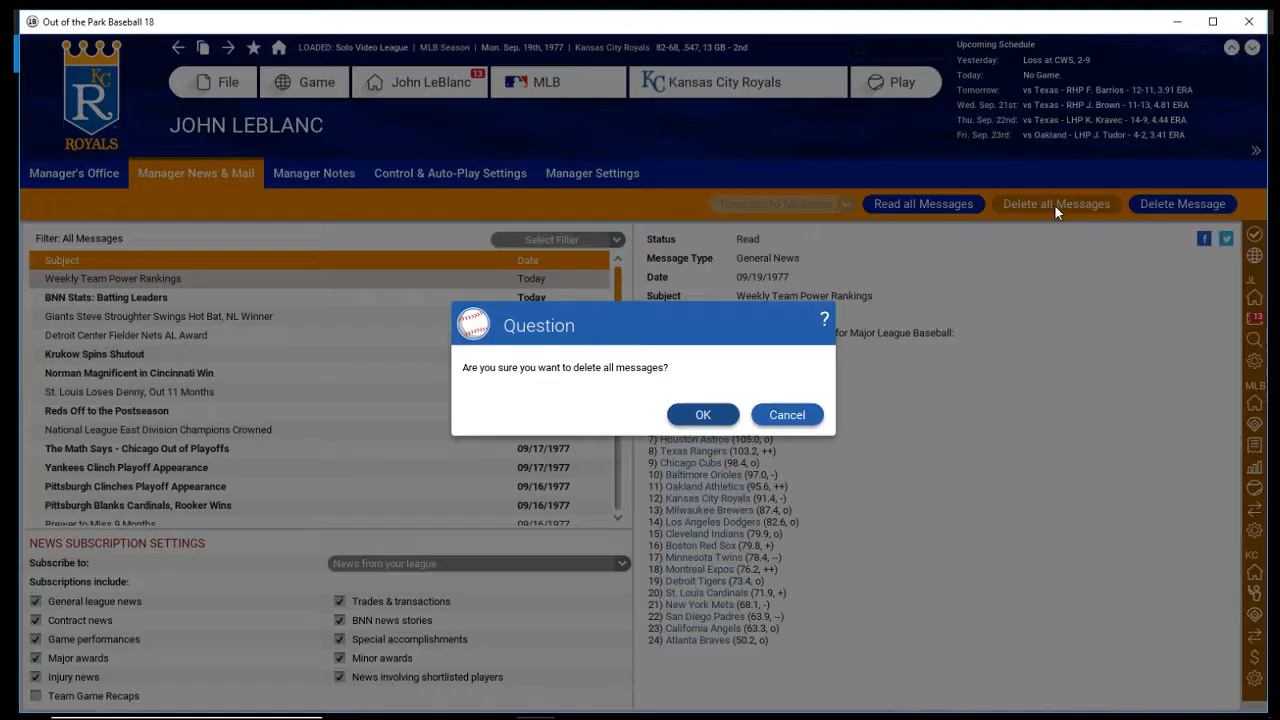 18 Out of the Park Baseball 18
LOADED: Solo Video League | MLB Season | Mon. Sep. 19th, 1977 | Kansas City Royals 82-68, .547, 13 GB - 2nd
Upcoming Schedule
Yesterday: Loss at CWS, 2-9
Today: No Game.
Tomorrow: vs Texas - RHP F. Barrios - 12-11, 3.91 ERA
Wed. Sep. 21st: vs Texas - RHP J. Brown - 11-13, 4.81 ERA
Thu. Sep. 22nd: vs Texas - LHP K. Kravec - 14-9, 4.44 ERA
Fri. Sep. 23rd: vs Oakland - LHP J. Tudor - 4-2, 3.41 ERA
File Game John LeBlanc 13 MLB KC Kansas City Royals Play
KC
R
ROYALS
JOHN LEBLANC
Manager's Office Manager News & Mail Manager Notes Control & Auto-Play Settings Manager Settings
Read all Messages Delete all Messages Delete Message
Filter: All Messages Select Filter
Subject Date
Weekly Team Power Rankings Today
BNN Stats: Batting Leaders Today
Giants Steve Stroughter Swings Hot Bat, NL Winner
Detroit Center Fielder Nets AL Award
Krukow Spins Shutout
Norman Magnificent in Cincinnati Win
St. Louis Loses Denny, Out 11 Months
Reds Off to the Postseason
National League East Division Champions Crowned
The Math Says - Chicago Out of Playoffs 09/17/1977
Yankees Clinch Playoff Appearance 09/17/1977
Pittsburgh Clinches Playoff Appearance 09/16/1977
Pittsburgh Blanks Cardinals, Rooker Wins 09/16/1977
Brewer to Miss 9 Months 09/16/1977
Status Read
Message Type General News
Date 09/19/1977
Subject Weekly Team Power Rankings
for Major League Baseball:
Question ?
Are you sure you want to delete all messages?
OK Cancel
7) Houston Astros (105.0, o)
8) Texas Rangers (103.2, ++)
9) Chicago Cubs (98.4, o)
10) Baltimore Orioles (97.0, -)
11) Oakland Athletics (95.6, ++)
12) Kansas City Royals (91.4, -)
13) Milwaukee Brewers (87.4, o)
14) Los Angeles Dodgers (82.6, o)
15) Cleveland Indians (79.9, o)
16) Boston Red Sox (79.8, +)
17) Minnesota Twins (78.4, --)
18) Montreal Expos (76.2, ++)
19) Detroit Tigers (73.4, o)
20) St. Louis Cardinals (71.9, +)
21) New York Mets (68.1, -)
22) San Diego Padres (63.9, --)
23) California Angels (63.3, o)
24) Atlanta Braves (50.2, o)
NEWS SUBSCRIPTION SETTINGS
Subscribe to: News from your league
Subscriptions include:
General league news Trades & transactions
Contract news BNN news stories
Game performances Special accomplishments
Major awards Minor awards
Injury news News involving shortlisted players
Team Game Recaps
JL
13
MLB
KC